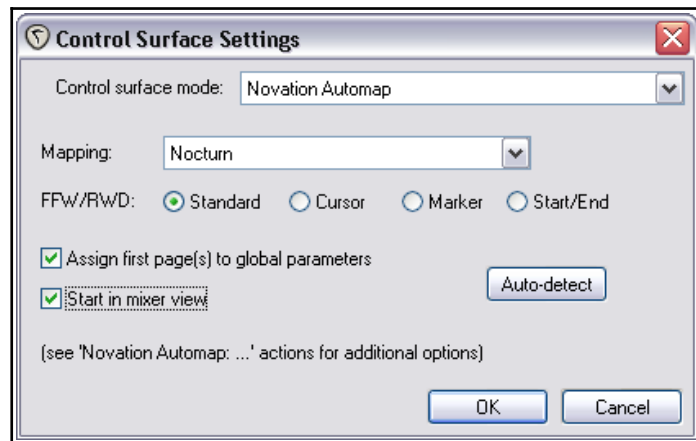 Control Surface Settings
Control surface mode: Novation Automap
Mapping: Nocturn
FFW/RWD: Standard Cursor Marker Start/End
Assign first page(s) to global parameters
Auto-detect
Start in mixer view
(see 'Novation Automap: ...' actions for additional options)
OK Cancel